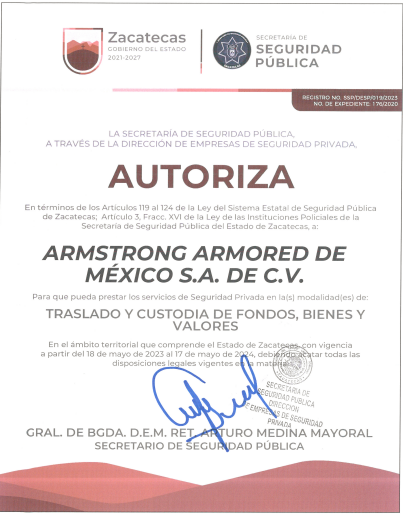 Zacatecas
GOBIERNO DEL ESTADO
2021-2027
SECRETARÍA DE
SEGURIDAD
PÚBLICA
REGISTRO NO. SSP/DESP/019/2023
NO. DE EXPEDIENTE: 176/2020
LA SECRETARÍA DE SEGURIDAD PÚBLICA,
A TRAVÉS DE LA DIRECCIÓN DE EMPRESAS DE SEGURIDAD PRIVADA,
AUTORIZA
En términos de los Artículos 119 al 124 de la Ley del Sistema Estatal de Seguridad Pública
de Zacatecas; Artículo 3, Fracc. XVI de la Ley de las Instituciones Policiales de la
Secretaría de Seguridad Pública del Estado de Zacatecas, a:
ARMSTRONG ARMORED DE
MÉXICO S.A. DE C.V.
Para que pueda prestar los servicios de Seguridad Privada en la(s) modalidad(es) de:
TRASLADO Y CUSTODIA DE FONDOS, BIENES Y
VALORES
En el ámbito territorial que comprende el Estado de Zacatecas, con vigencia
a partir del 18 de mayo de 2023 al 17 de mayo de 2024, debiendo acatar todas las
disposiciones legales vigentes en la materia.
SECRETARÍA DE
SEGURIDAD PÚBLICA
DIRECCIÓN
EMPRESAS DE SEGURIDAD
PRIVADA
GRAL. DE BGDA. D.E.M. RET. ARTURO MEDINA MAYORAL
SECRETARIO DE SEGURIDAD PÚBLICA